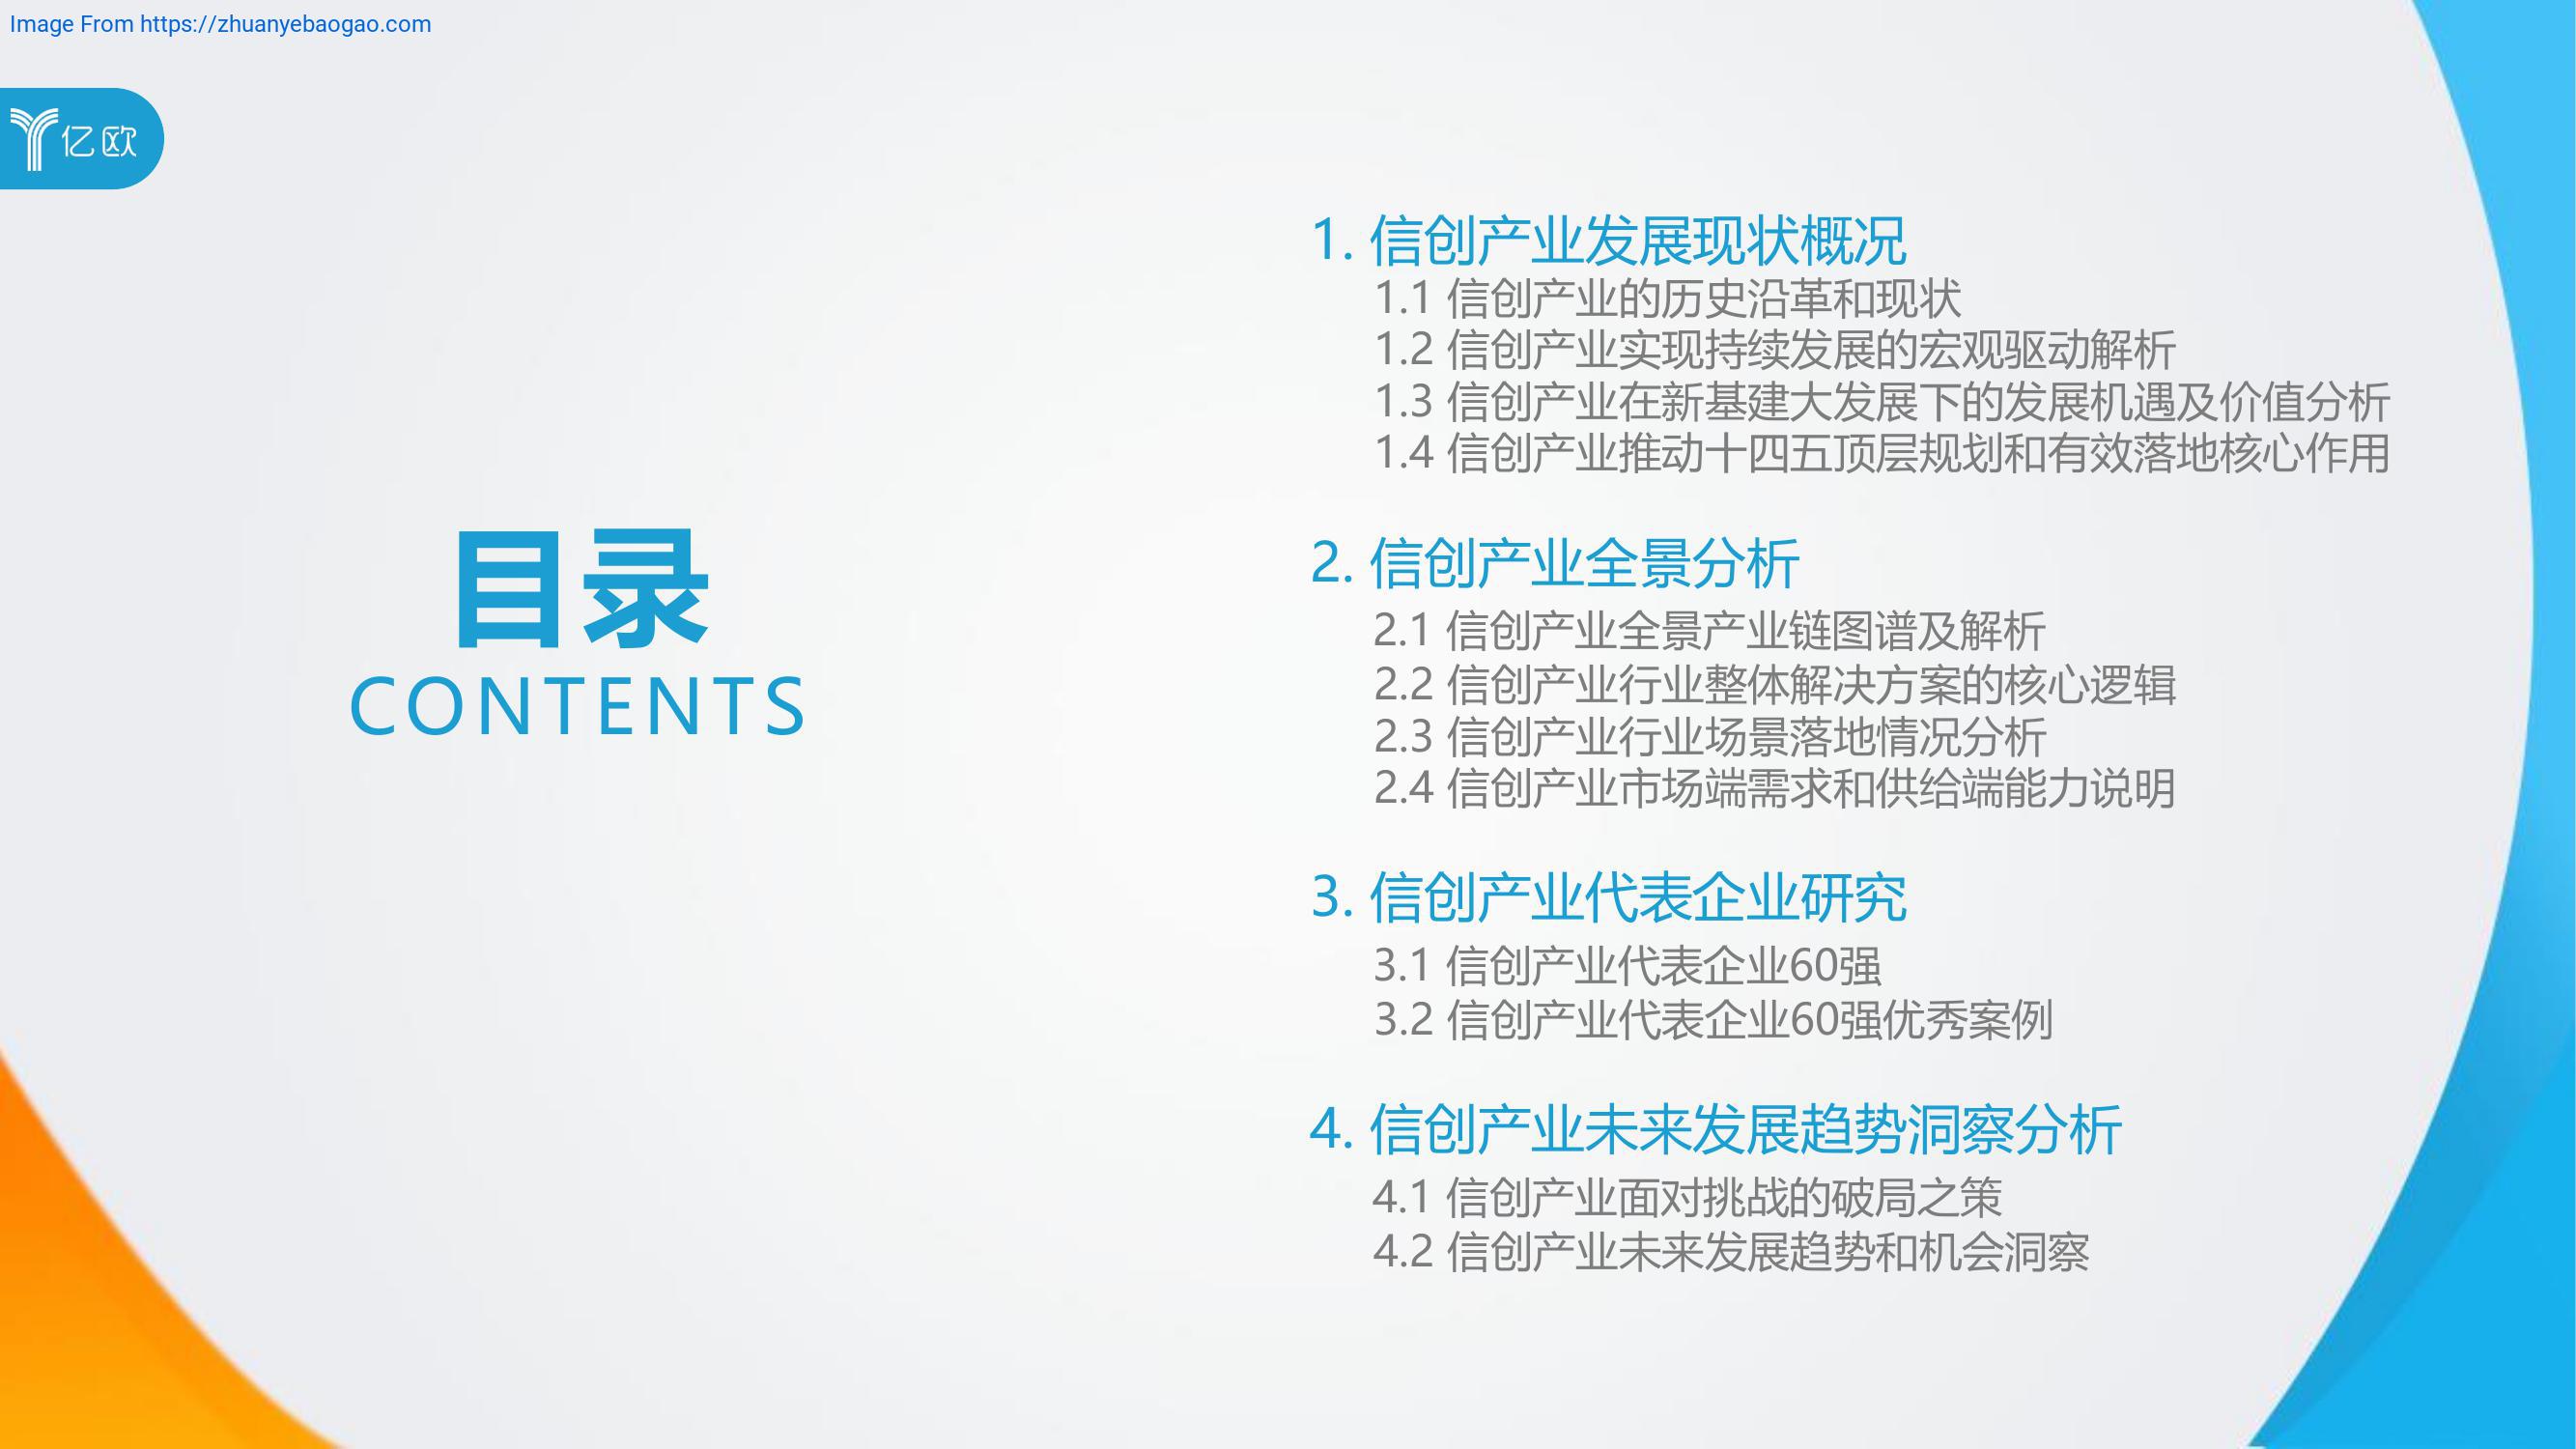 Image From https://zhuanyebaogao.com
亿欧
目录
CONTENTS
1. 信创产业发展现状概况
1.1 信创产业的历史沿革和现状
1.2 信创产业实现持续发展的宏观驱动解析
1.3 信创产业在新基建大发展下的发展机遇及价值分析
1.4 信创产业推动十四五顶层规划和有效落地核心作用
2. 信创产业全景分析
2.1 信创产业全景产业链图谱及解析
2.2 信创产业行业整体解决方案的核心逻辑
2.3 信创产业行业场景落地情况分析
2.4 信创产业市场端需求和供给端能力说明
3. 信创产业代表企业研究
3.1 信创产业代表企业60强
3.2 信创产业代表企业60强优秀案例
4. 信创产业未来发展趋势洞察分析
4.1 信创产业面对挑战的破局之策
4.2 信创产业未来发展趋势和机会洞察